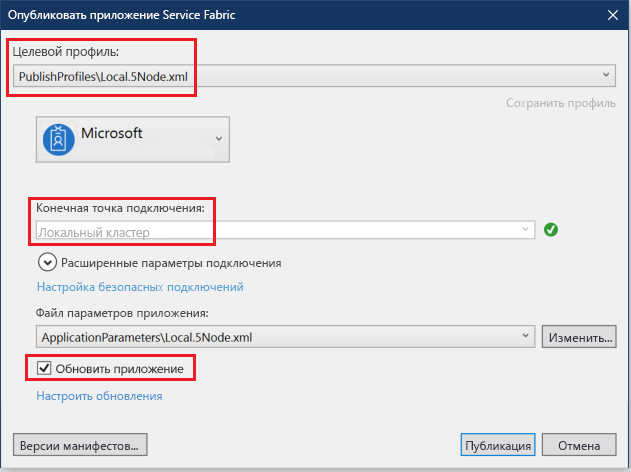 Опубликовать приложение Service Fabric
Целевой профиль:
PublishProfiles\Local.5Node.xml
Сохранить профиль
Microsoft
Конечная точка подключения:
Локальный кластер
Расширенные параметры подключения
Настройка безопасных подключений
Файл параметров приложения:
ApplicationParameters\Local.5Node.xml
Изменить...
Обновить приложение
Настроить обновления
Версии манифестов...
Публикация
Отмена